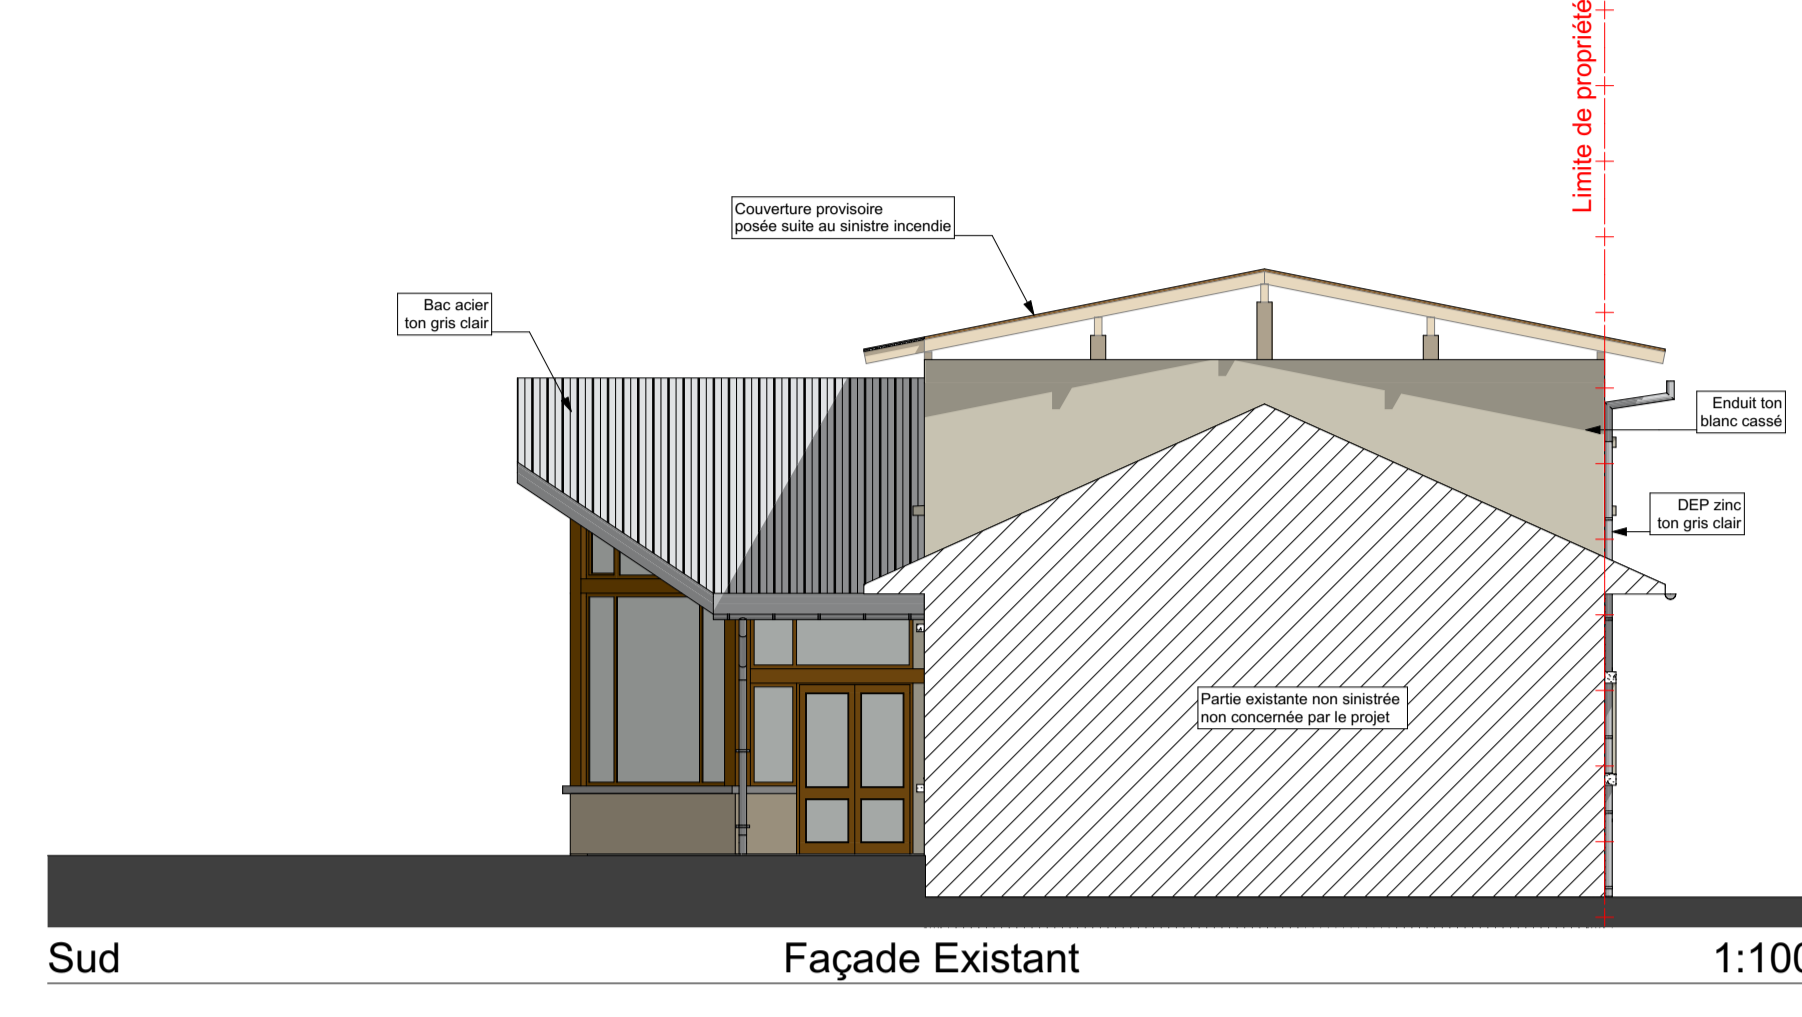 Limite de propriété
Couverture provisoire
posée suite au sinistre incendie
Bac acier
ton gris clair
Enduit ton
blanc cassé
DEP zinc
ton gris clair
Partie existante non sinistrée
non concernée par le projet
Sud
Façade Existant
1:100